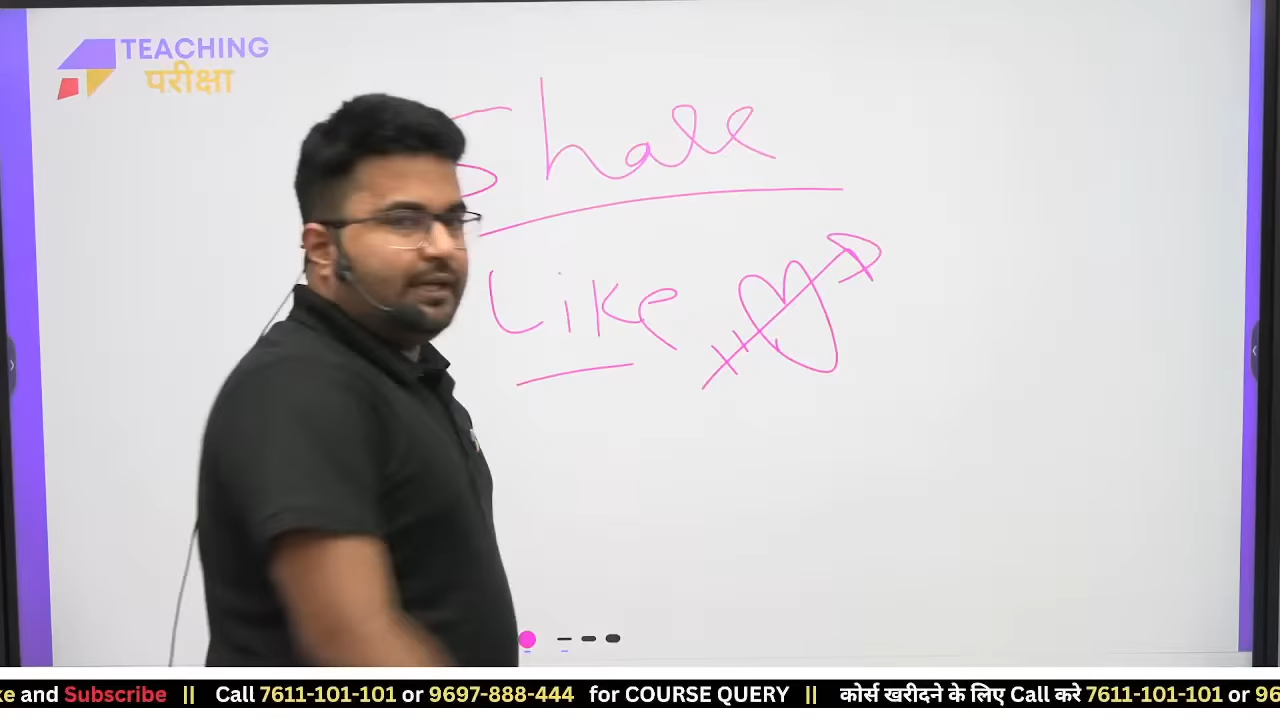 TEACHING
परीक्षा
Share
Like
ke and Subscribe || Call 7611-101-101 or 9697-888-444 for COURSE QUERY || कोर्स खरीदने के लिए Call करे 7611-101-101 or 96